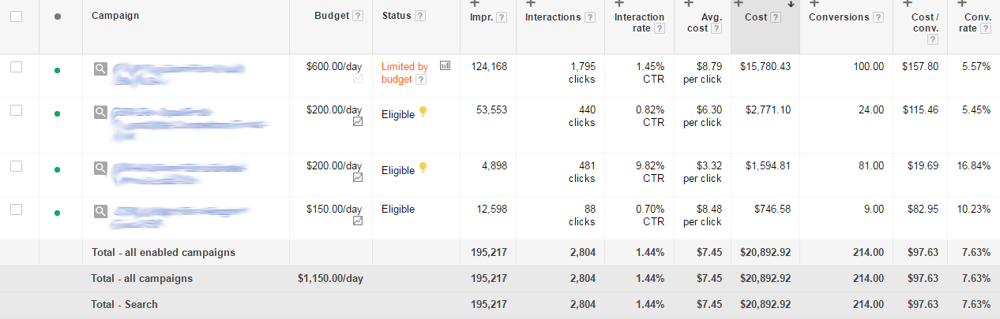 Campaign Budget ? Status ? Impr. ? Interactions ? Interaction rate ? Avg. cost ? Cost ? Conversions ? Cost / conv. ? Conv. rate ?
$600.00/day Limited by budget ? 124,168 1,795 clicks 1.45% CTR $8.79 per click $15,780.43 100.00 $157.80 5.57%
$200.00/day Eligible 53,553 440 clicks 0.82% CTR $6.30 per click $2,771.10 24.00 $115.46 5.45%
$200.00/day Eligible 4,898 481 clicks 9.82% CTR $3.32 per click $1,594.81 81.00 $19.69 16.84%
$150.00/day Eligible 12,598 88 clicks 0.70% CTR $8.48 per click $746.58 9.00 $82.95 10.23%
Total - all enabled campaigns 195,217 2,804 1.44% $7.45 $20,892.92 214.00 $97.63 7.63%
Total - all campaigns $1,150.00/day 195,217 2,804 1.44% $7.45 $20,892.92 214.00 $97.63 7.63%
Total - Search 195,217 2,804 1.44% $7.45 $20,892.92 214.00 $97.63 7.63%